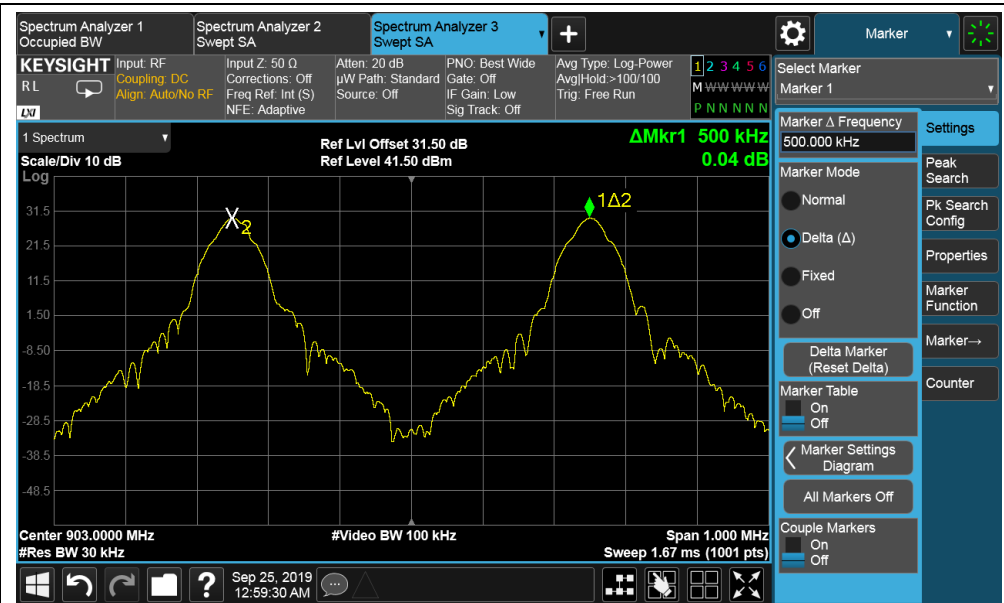 Spectrum Analyzer 1
Occupied BW
Spectrum Analyzer 2
Swept SA
Spectrum Analyzer 3
Swept SA
Marker
KEYSIGHT
R L
LXI
Input: RF
Coupling: DC
Align: Auto/No RF
Input Z: 50 Ω
Corrections: Off
Freq Ref: Int (S)
NFE: Adaptive
Atten: 20 dB
µW Path: Standard
Source: Off
PNO: Best Wide
Gate: Off
IF Gain: Low
Sig Track: Off
Avg Type: Log-Power
Avg|Hold:>100/100
Trig: Free Run
1 2 3 4 5 6
M W W W W W
P N N N N N
Select Marker
Marker 1
1 Spectrum
Scale/Div 10 dB
Log
Ref Lvl Offset 31.50 dB
Ref Level 41.50 dBm
ΔMkr1 500 kHz
0.04 dB
31.5
21.5
11.5
1.50
-8.50
-18.5
-28.5
-38.5
-48.5
X2
1Δ2
Center 903.0000 MHz
#Res BW 30 kHz
#Video BW 100 kHz
Span 1.000 MHz
Sweep 1.67 ms (1001 pts)
Marker Δ Frequency
500.000 kHz
Marker Mode
Normal
Delta (Δ)
Fixed
Off
Delta Marker
(Reset Delta)
Marker Table
On
Off
Marker Settings
Diagram
All Markers Off
Couple Markers
On
Off
Settings
Peak
Search
Pk Search
Config
Properties
Marker
Function
Marker→
Counter
?
Sep 25, 2019
12:59:30 AM